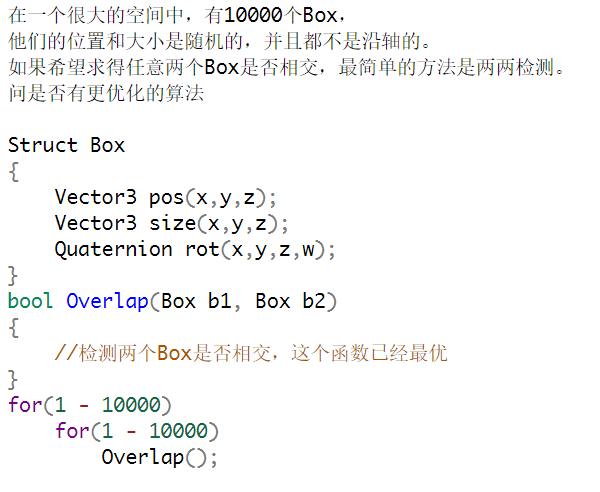 在一个很大的空间中，有10000个Box，
他们的位置和大小是随机的，并且都不是沿轴的。
如果希望求得任意两个Box是否相交，最简单的方法是两两检测。
问是否有更优化的算法

Struct Box
{
    Vector3 pos(x,y,z);
    Vector3 size(x,y,z);
    Quaternion rot(x,y,z,w);
}
bool Overlap(Box b1, Box b2)
{
    //检测两个Box是否相交，这个函数已经最优
}
for(1 - 10000)
    for(1 - 10000)
        Overlap();